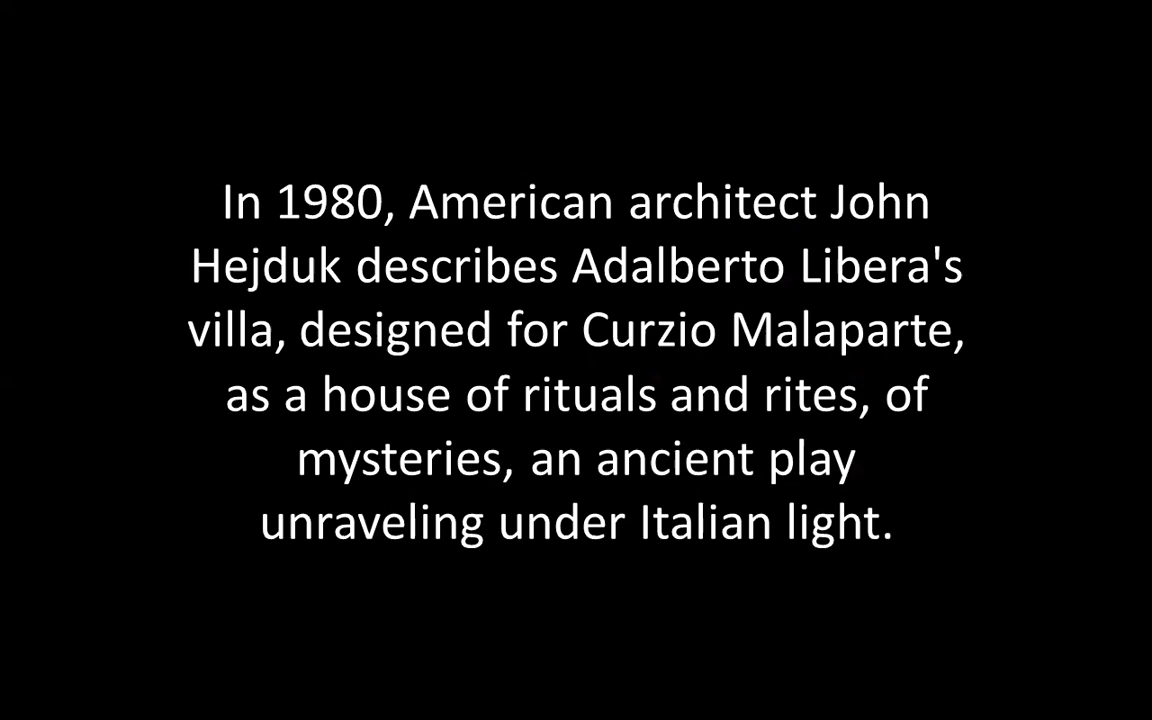 In 1980, American architect John
Hejduk describes Adalberto Libera's
villa, designed for Curzio Malaparte,
as a house of rituals and rites, of
mysteries, an ancient play
unraveling under Italian light.